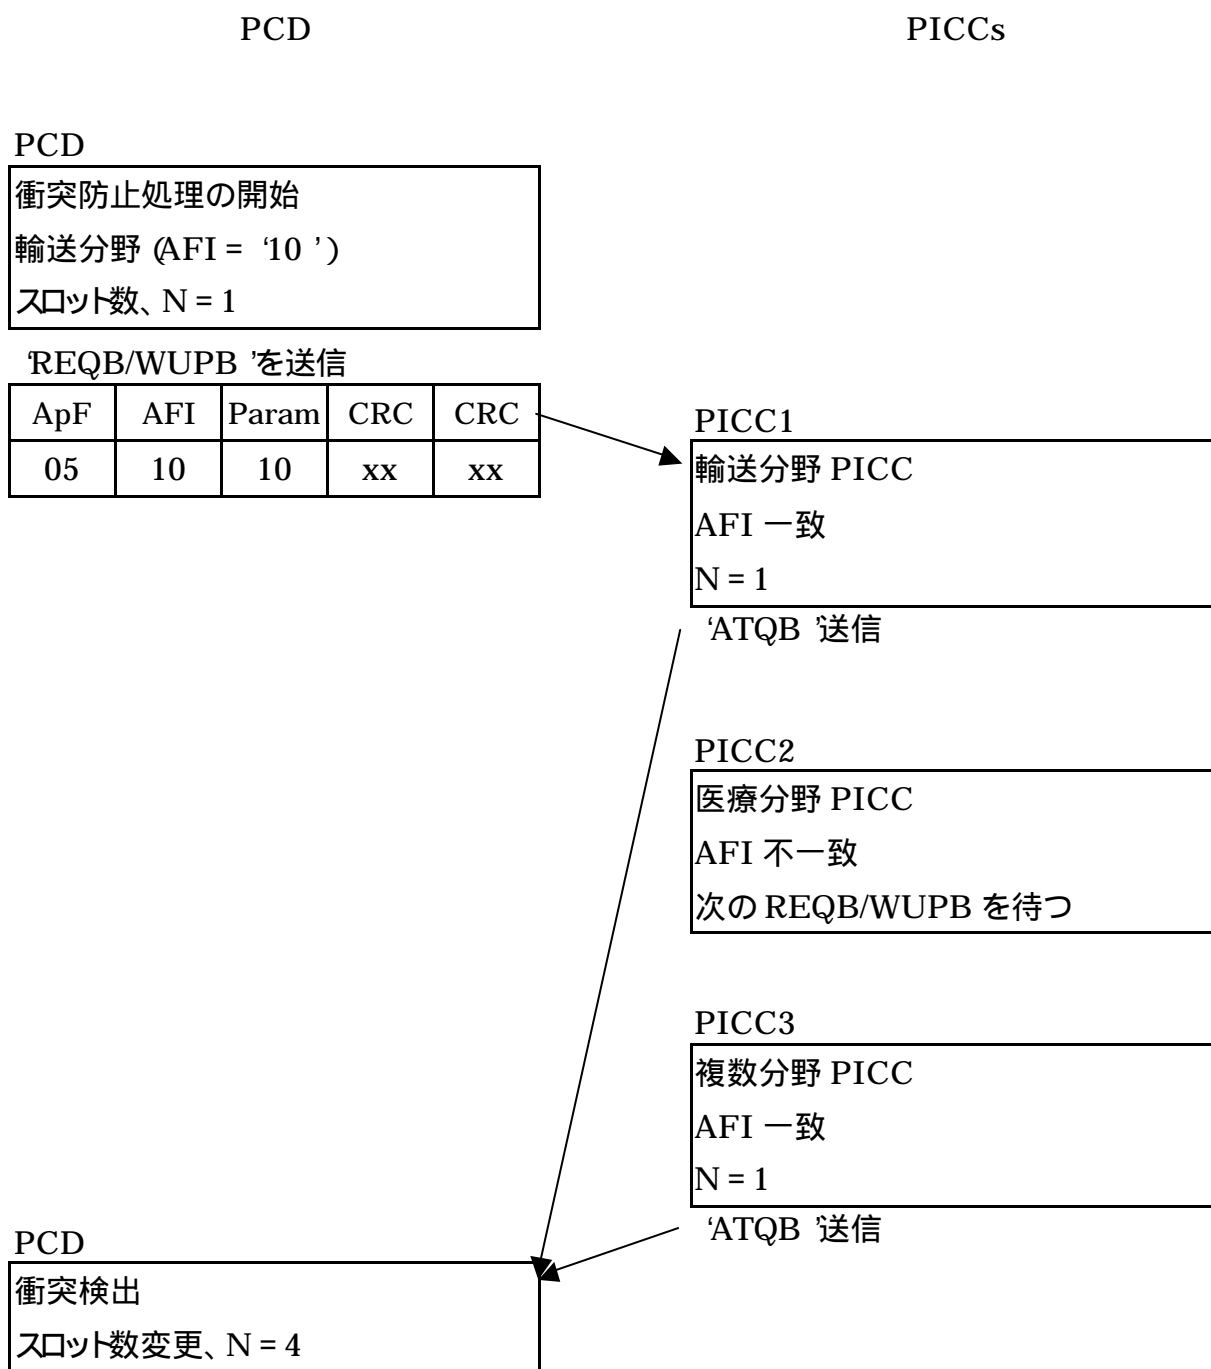 PCD PICCs
PCD
衝突防止処理の開始
輸送分野 (AFI = ‘10 ’)
スロット数、N = 1
‘REQB/WUPB ’を送信
ApF AFI Param CRC CRC
05 10 10 xx xx
PICC1
輸送分野 PICC
AFI 一致
N = 1
‘ATQB ’送信
PICC2
医療分野 PICC
AFI 不一致
次の REQB/WUPB を待つ
PICC3
複数分野 PICC
AFI 一致
N = 1
‘ATQB ’送信
PCD
衝突検出
スロット数変更、N = 4